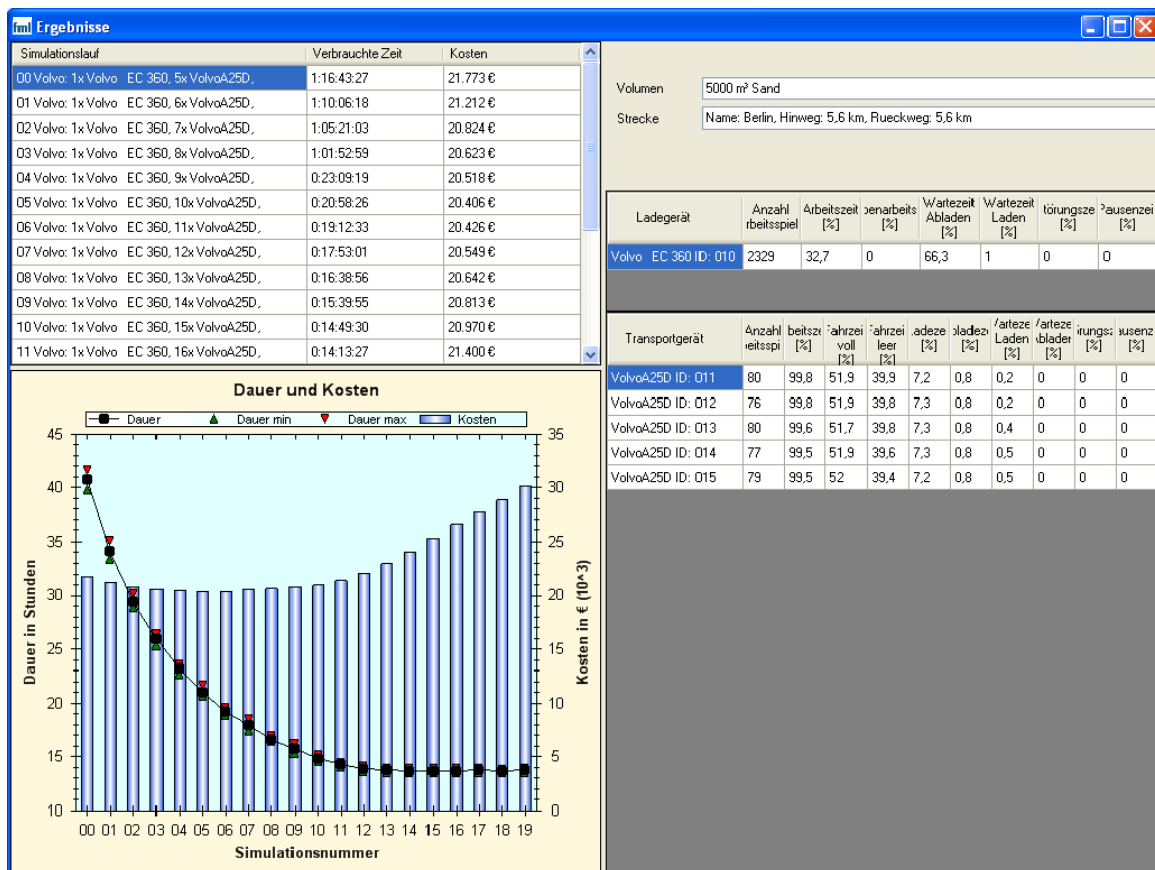 fml Ergebnisse
Simulationslauf Verbrauchte Zeit Kosten
00 Volvo: 1x Volvo EC 360, 5x VolvoA25D, 1:16:43:27 21.773 €
01 Volvo: 1x Volvo EC 360, 6x VolvoA25D, 1:10:06:18 21.212 €
02 Volvo: 1x Volvo EC 360, 7x VolvoA25D, 1:05:21:03 20.824 €
03 Volvo: 1x Volvo EC 360, 8x VolvoA25D, 1:01:52:59 20.623 €
04 Volvo: 1x Volvo EC 360, 9x VolvoA25D, 0:23:09:19 20.518 €
05 Volvo: 1x Volvo EC 360, 10x VolvoA25D, 0:20:58:26 20.406 €
06 Volvo: 1x Volvo EC 360, 11x VolvoA25D, 0:19:12:33 20.426 €
07 Volvo: 1x Volvo EC 360, 12x VolvoA25D, 0:17:53:01 20.549 €
08 Volvo: 1x Volvo EC 360, 13x VolvoA25D, 0:16:38:56 20.642 €
09 Volvo: 1x Volvo EC 360, 14x VolvoA25D, 0:15:39:55 20.813 €
10 Volvo: 1x Volvo EC 360, 15x VolvoA25D, 0:14:49:30 20.970 €
11 Volvo: 1x Volvo EC 360, 16x VolvoA25D, 0:14:13:27 21.400 €
Volumen 5000 m³ Sand
Strecke Name: Berlin, Hinweg: 5,6 km, Rueckweg: 5,6 km
Ladegerät Anzahl Arbeitszeit [%] Wartezeit Abladen [%] Wartezeit Laden [%] [%] Pausenzei [%]
Volvo EC 360 ID: 010 2329 32,7 0 66,3 1 0 0
Transportgerät Anzahl [%] voll [%] leer [%] [%] [%] Laden [%] [%] [%] [%]
VolvoA25D ID: 011 80 99,8 51,9 39,9 7,2 0,8 0,2 0 0 0
VolvoA25D ID: 012 76 99,8 51,9 39,8 7,3 0,8 0,2 0 0 0
VolvoA25D ID: 013 80 99,6 51,7 39,8 7,3 0,8 0,4 0 0 0
VolvoA25D ID: 014 77 99,5 51,9 39,6 7,3 0,8 0,5 0 0 0
VolvoA25D ID: 015 79 99,5 52 39,4 7,2 0,8 0,5 0 0 0
Dauer und Kosten
Dauer Dauer min Dauer max Kosten
45 35
40 30
35 25
30 20
25 15
20 10
15 5
10 0
Dauer in Stunden
Kosten in € (10^3)
00 01 02 03 04 05 06 07 08 09 10 11 12 13 14 15 16 17 18 19
Simulationsnummer